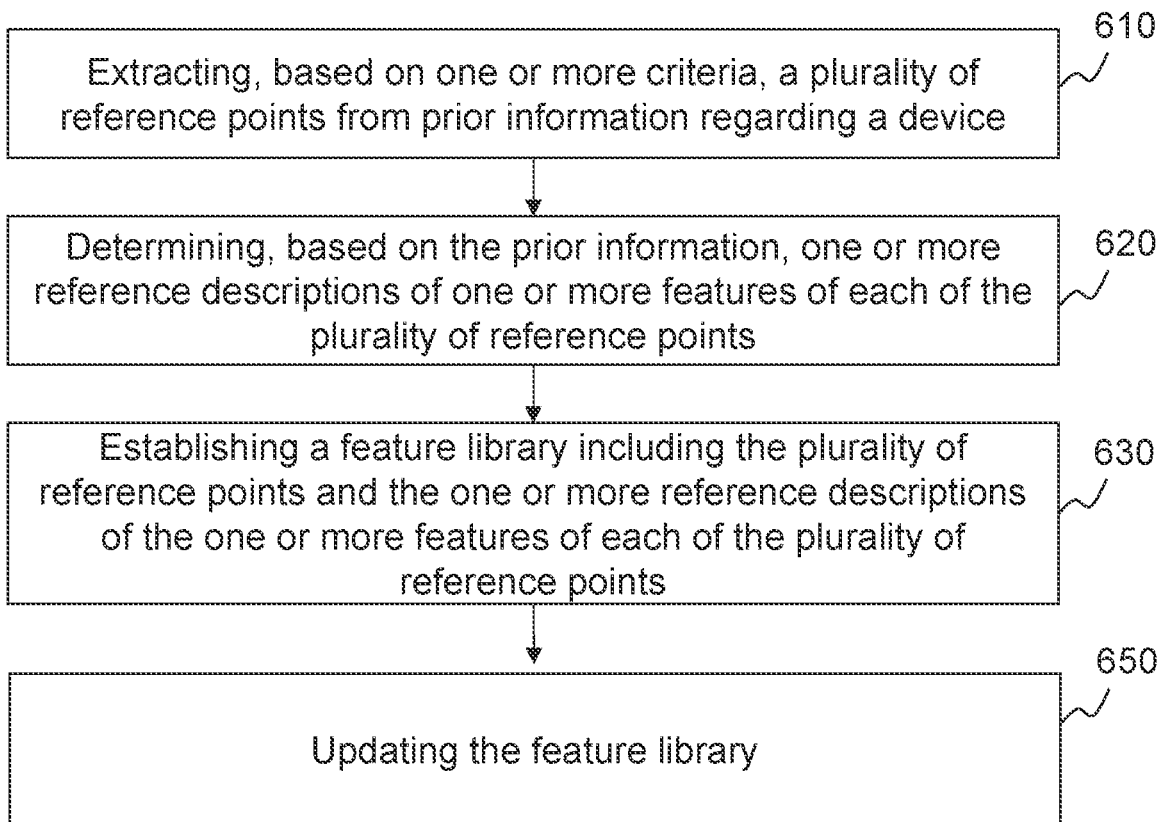 610
Extracting, based on one or more criteria, a plurality of
reference points from prior information regarding a device
620
Determining, based on the prior information, one or more
reference descriptions of one or more features of each of the
plurality of reference points
630
Establishing a feature library including the plurality of
reference points and the one or more reference descriptions
of the one or more features of each of the plurality of
reference points
650
Updating the feature library